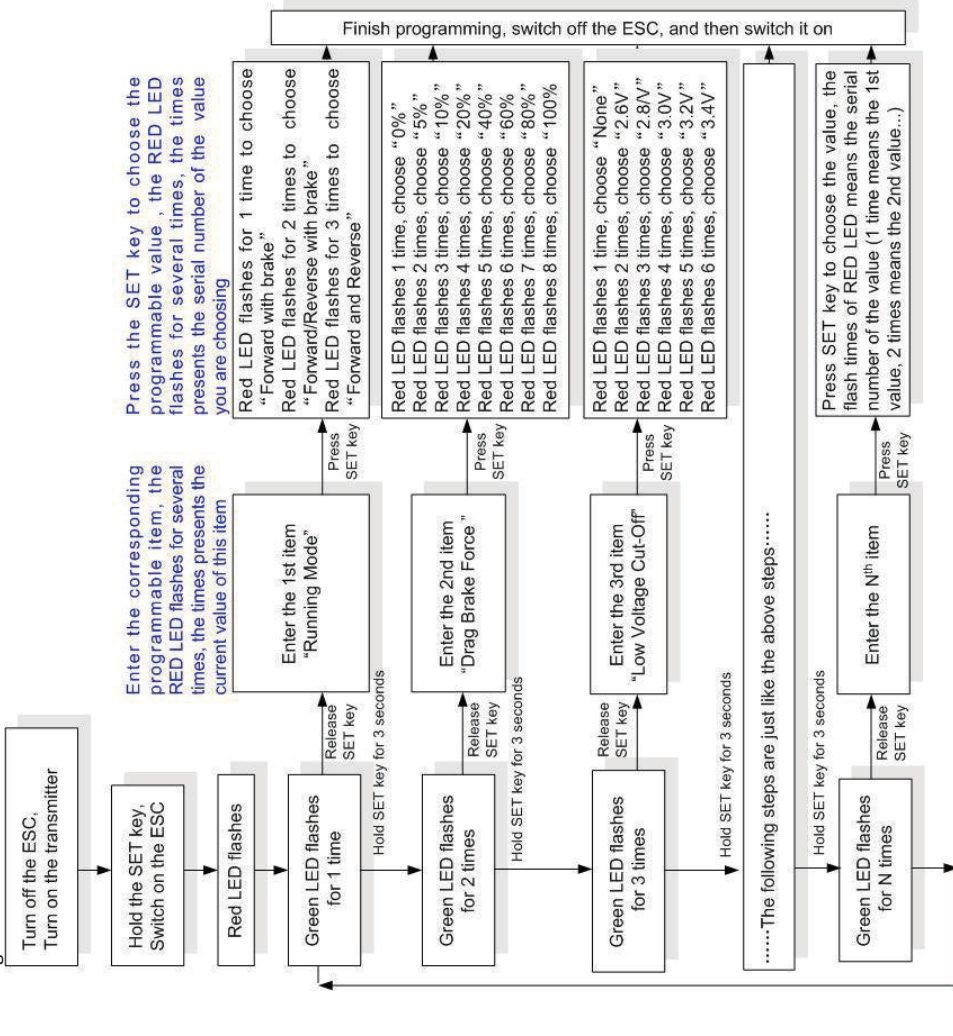 Turn off the ESC,
Turn on the transmitter
Hold the SET key,
Switch on the ESC
Red LED flashes
Enter the corresponding
programmable item, the
RED LED flashes for several
times, the times presents the
current value of this item
Press the SET key to choose the
programmable value , the RED LED
flashes for several times, the times
presents the serial number of the value
you are choosing
Green LED flashes
for 1 time
Release
SET key
Enter the 1st item
“Running Mode”
Press
SET key
Red LED flashes for 1 time to choose
“Forward with brake”
Red LED flashes for 2 times to choose
“Forward/Reverse with brake”
Red LED flashes for 3 times to choose
“Forward and Reverse”
Hold SET key for 3 seconds
Green LED flashes
for 2 times
Release
SET key
Enter the 2nd item
“Drag Brake Force ”
Press
SET key
Red LED flashes 1 time, choose “0%”
Red LED flashes 2 times, choose “5%”
Red LED flashes 3 times, choose “10%”
Red LED flashes 4 times, choose “20%”
Red LED flashes 5 times, choose “40%”
Red LED flashes 6 times, choose “60%
Red LED flashes 7 times, choose “80%”
Red LED flashes 8 times, choose “100%
Hold SET key for 3 seconds
Green LED flashes
for 3 times
Release
SET key
Enter the 3rd item
“Low Voltage Cut-Off”
Press
SET key
Red LED flashes 1 time, choose “None”
Red LED flashes 2 times, choose “2.6V”
Red LED flashes 3 times, choose “2.8/V”
Red LED flashes 4 times, choose “3.0V”
Red LED flashes 5 times, choose “3.2V”
Red LED flashes 6 times, choose “3.4V”
Hold SET key for 3 seconds
······The following steps are just like the above steps······
Hold SET key for 3 seconds
Green LED flashes
for N times
Release
SET key
Enter the Nth item
Press
SET key
Press SET key to choose the value, the
flash times of RED LED means the serial
number of the value (1 time means the 1st
value, 2 times means the 2nd value...)
Finish programming, switch off the ESC, and then switch it on